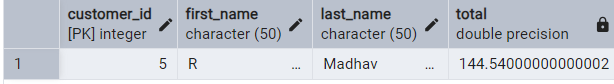 customer_id first_name last_name total
[PK] integer character (50) character (50) double precision
1 5 R ... Madhav ... 144.54000000000002